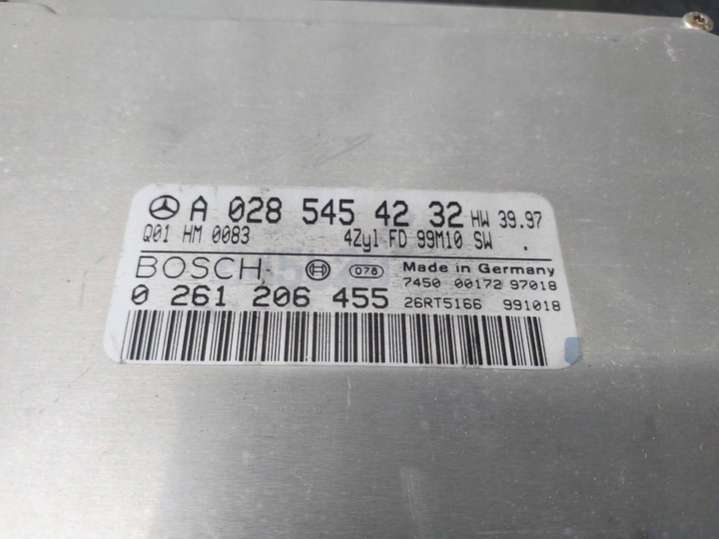 A 028 545 42 32 HW 39.97
Q01 HM 0083 4Zyl FD 99M10 SW .
BOSCH 076 Made in Germany
7450 00172 97018
0 261 206 455 26RT5166 991018